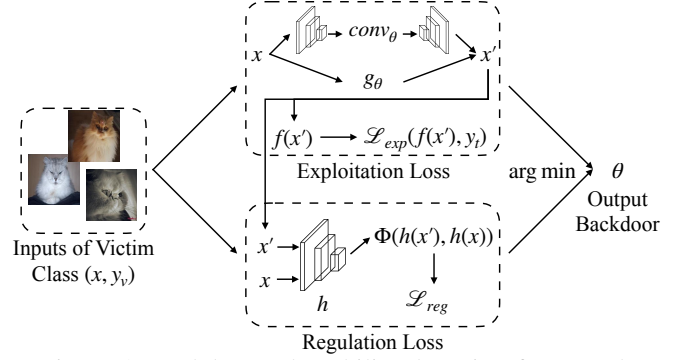 x
conv_θ
x′
g_θ
f(x′)
ℒ_exp(f(x′), y_t)
Exploitation Loss
arg min
θ
Output
Backdoor
Inputs of Victim
Class (x, y_v)
x′
x
h
Φ(h(x′), h(x))
ℒ_reg
Regulation Loss